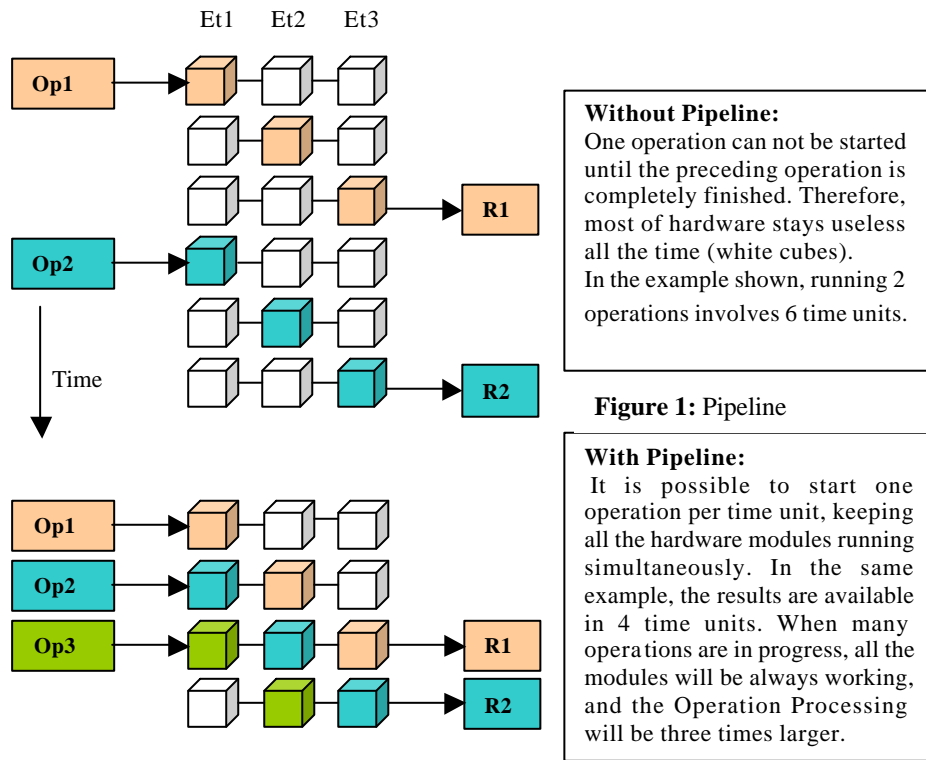 Et1 Et2 Et3
Op1
Without Pipeline:
One operation can not be started
until the preceding operation is
completely finished. Therefore,
most of hardware stays useless
all the time (white cubes).
In the example shown, running 2
operations involves 6 time units.
R1
Op2
Time
R2
Figure 1: Pipeline
With Pipeline:
It is possible to start one
operation per time unit, keeping
all the hardware modules running
simultaneously. In the same
example, the results are available
in 4 time units. When many
operations are in progress, all the
modules will be always working,
and the Operation Processing
will be three times larger.
Op1
Op2
Op3
R1
R2